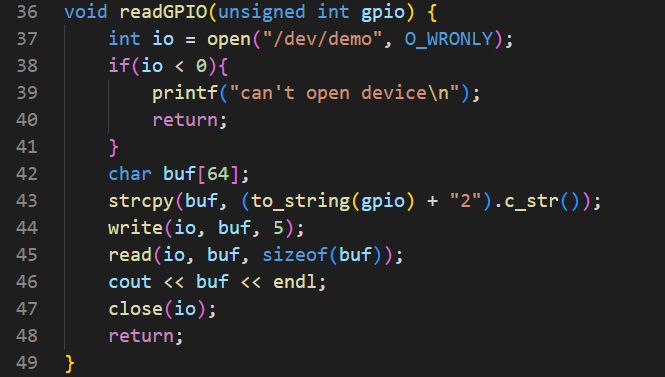 36 void readGPIO(unsigned int gpio) {
37     int io = open("/dev/demo", O_WRONLY);
38     if(io < 0){
39         printf("can't open device\n");
40         return;
41     }
42     char buf[64];
43     strcpy(buf, (to_string(gpio) + "2").c_str());
44     write(io, buf, 5);
45     read(io, buf, sizeof(buf));
46     cout << buf << endl;
47     close(io);
48     return;
49 }